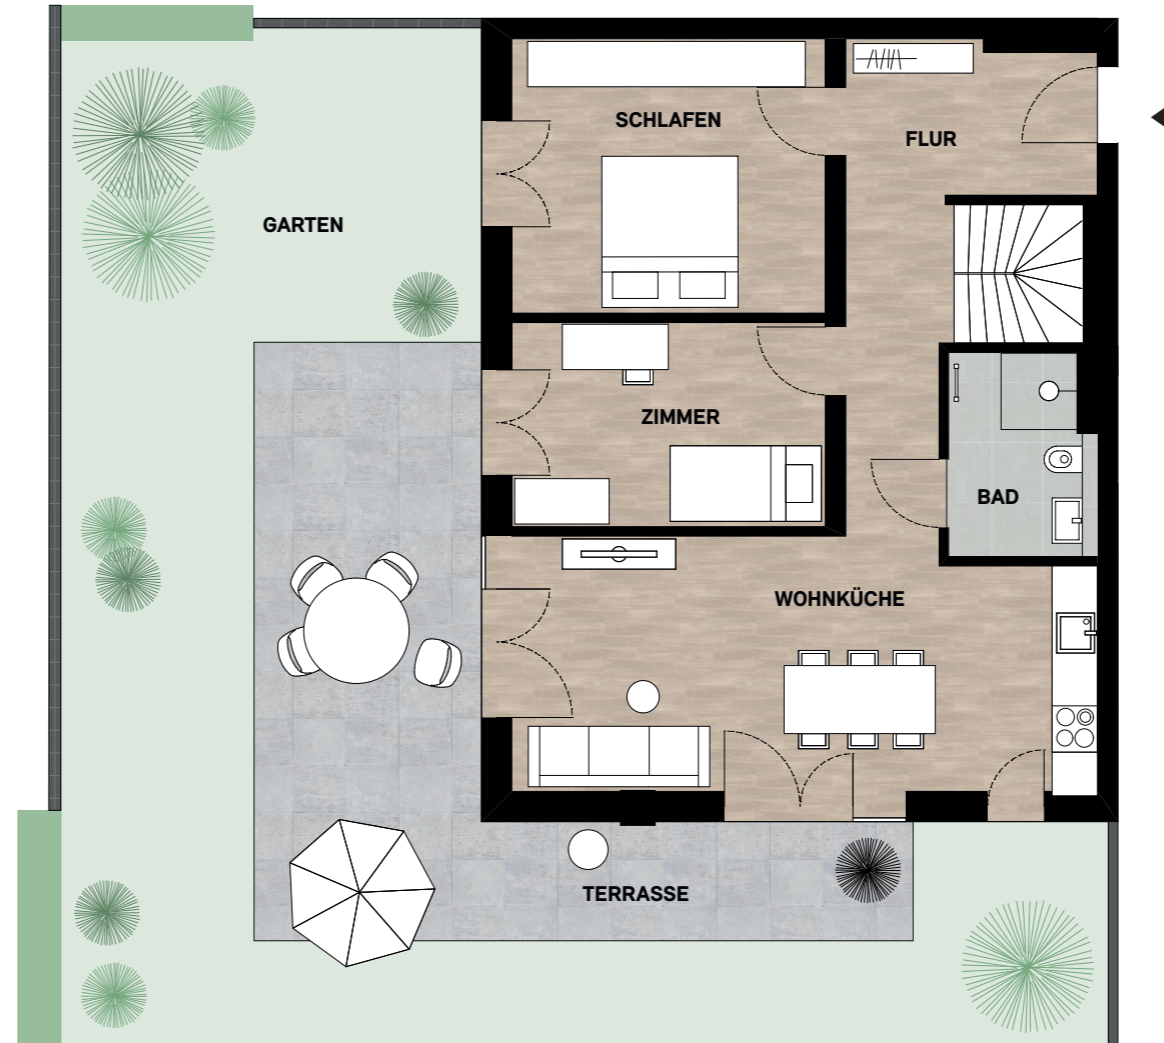 SCHLAFEN
FLUR
GARTEN
ZIMMER
BAD
WOHNKÜCHE
TERRASSE